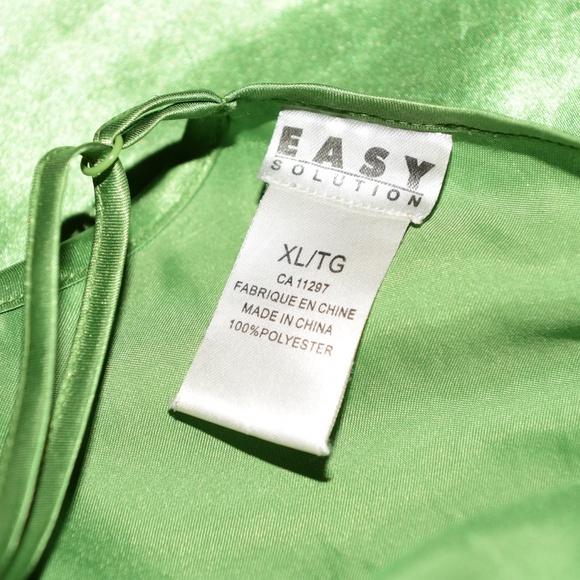 EASY
SOLUTION
XL/TG
CA 11297
FABRIQUE EN CHINE
MADE IN CHINA
100%POLYESTER